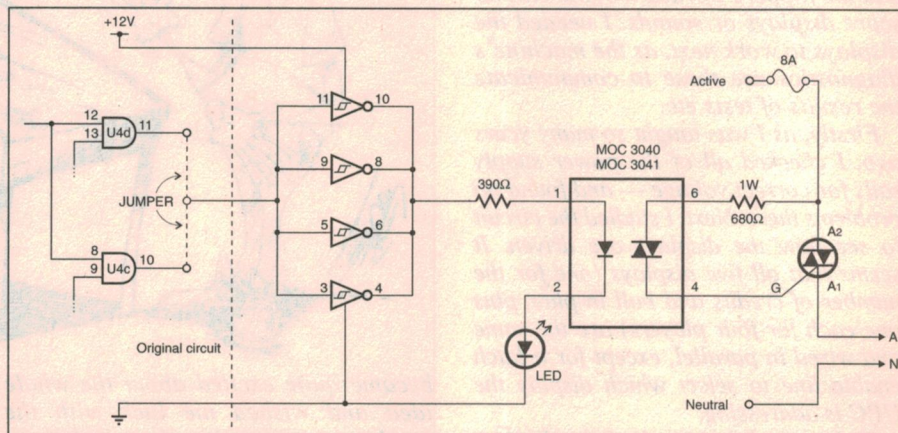 +12V
8A
Active
12
13
U4d
11
11
10
MOC 3040
MOC 3041
9
8
390Ω
1
6
1W
680Ω
JUMPER
5
6
A2
8
9
U4c
10
3
4
2
4
G
A1
Original circuit
LED
A
N
Neutral